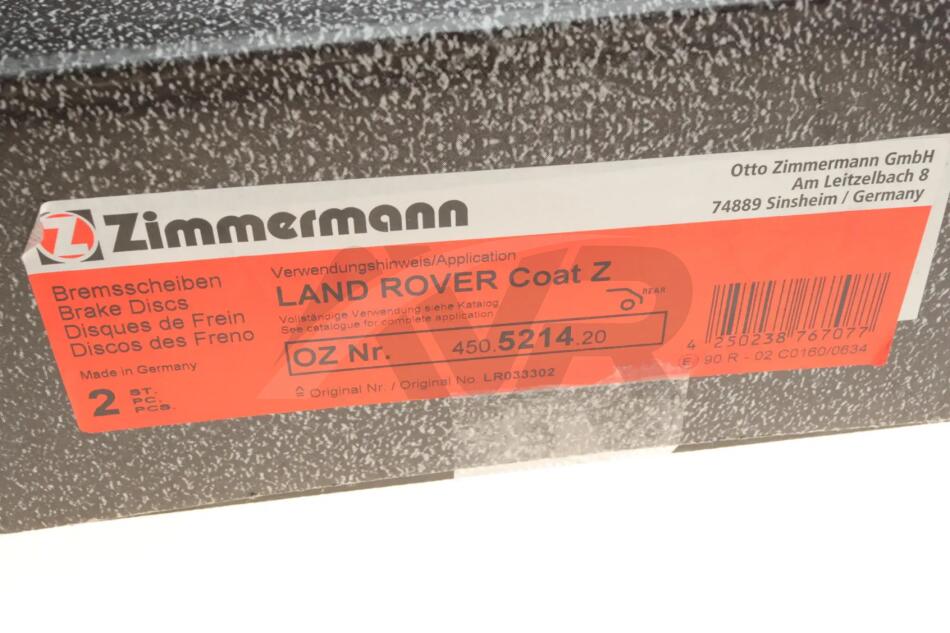 Z Zimmermann
Otto Zimmermann GmbH
Am Leitzelbach 8
74889 Sinsheim / Germany
Bremsscheiben
Brake Discs
Disques de Frein
Discos des Freno
Made in Germany
2 ST.
PC.
PCS.
Verwendungshinweis/Application
LAND ROVER Coat Z
REAR
Vollständige Verwendung siehe Katalog
See catalogue for complete application
OZ Nr. 450.5214.20
≙ Original Nr. / Original No. LR033302
4 250238 767077
E 90 R - 02 C0160/0634